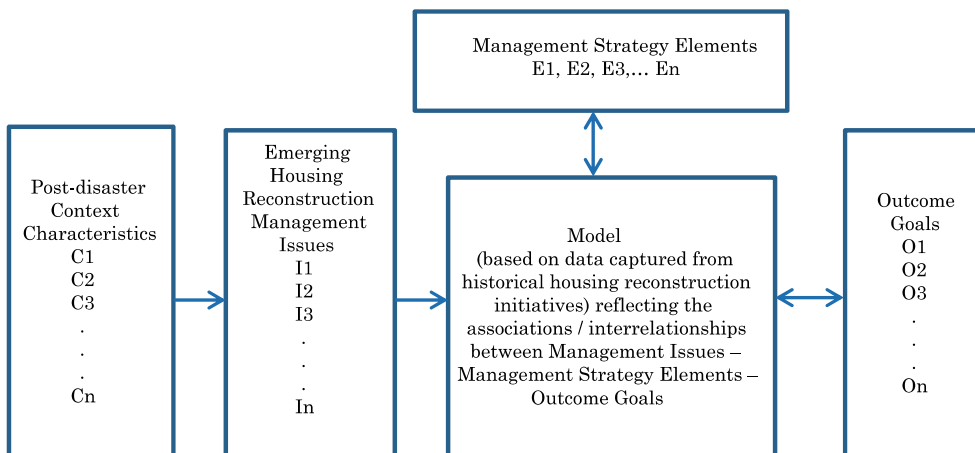 Management Strategy Elements
E1, E2, E3,... En
Post-disaster
Context
Characteristics
C1
C2
C3
.
.
.
Cn
Emerging
Housing
Reconstruction
Management
Issues
I1
I2
I3
.
.
.
In
Model
(based on data captured from
historical housing reconstruction
initiatives) reflecting the
associations / interrelationships
between Management Issues –
Management Strategy Elements –
Outcome Goals
Outcome
Goals
O1
O2
O3
.
.
.
On